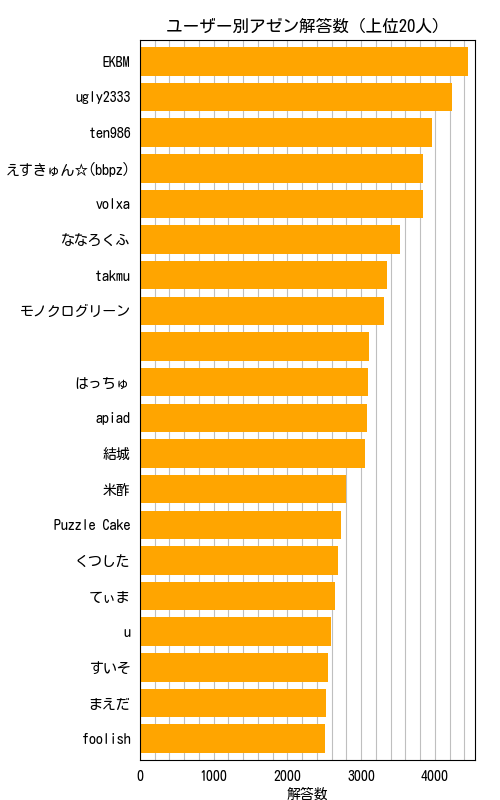 ユーザー別アゼン解答数 (上位20人)
EKBM
ugly2333
ten986
えすきゅん☆(bbpz)
volxa
ななろくふ
takmu
モノクログリーン
はっちゅ
apiad
結城
米酢
Puzzle Cake
くつした
てぃま
u
すいそ
まえだ
foolish
0 1000 2000 3000 4000
解答数